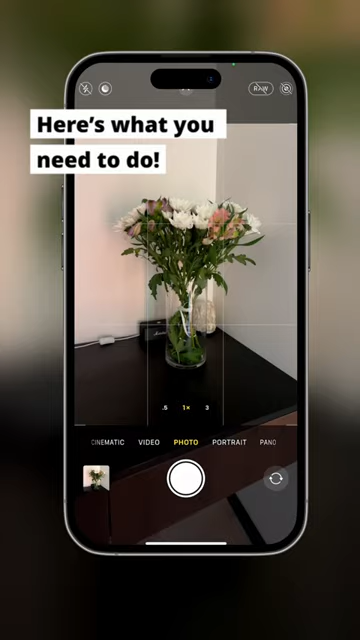 RAW
Here's what you
need to do!
.5 1× 3
CINEMATIC VIDEO PHOTO PORTRAIT PANO